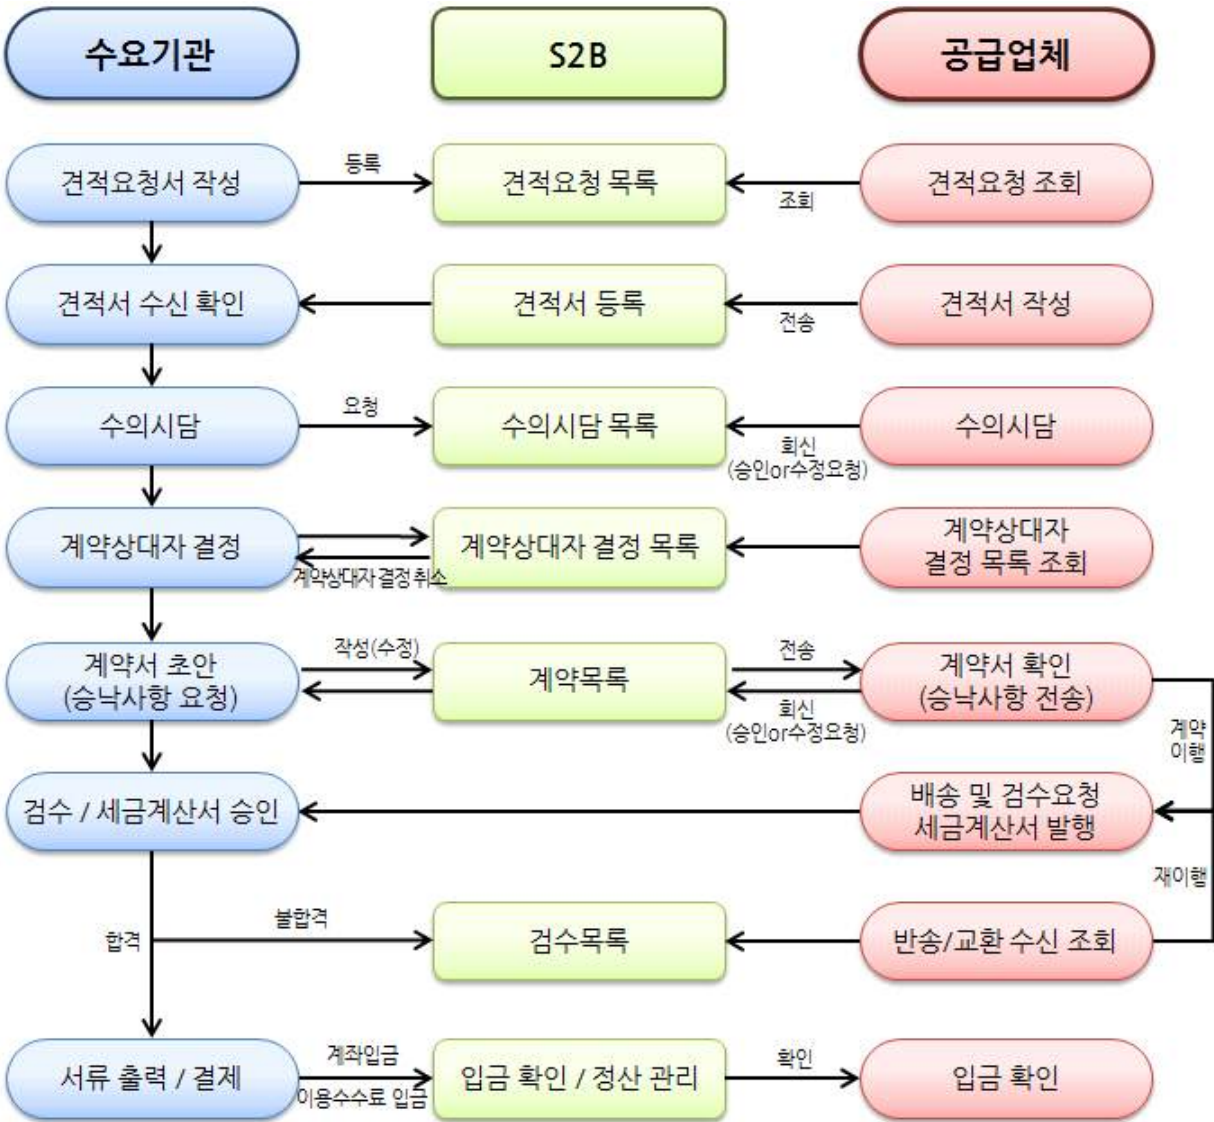 수요기관
S2B
공급업체
견적요청서 작성
등록
견적요청 목록
조회
견적요청 조회
견적서 수신 확인
견적서 등록
전송
견적서 작성
수의시담
요청
수의시담 목록
회신
(승인or수정요청)
수의시담
계약상대자 결정
계약상대자 결정 취소
계약상대자 결정 목록
계약상대자
결정 목록 조회
계약서 초안
(승낙사항 요청)
작성(수정)
계약목록
전송
회신
(승인or수정요청)
계약서 확인
(승낙사항 전송)
계약
이행
검수 / 세금계산서 승인
배송 및 검수요청
세금계산서 발행
재이행
합격
불합격
검수목록
반송/교환 수신 조회
서류 출력 / 결제
계좌입금
이용수수료 입금
입금 확인 / 정산 관리
확인
입금 확인